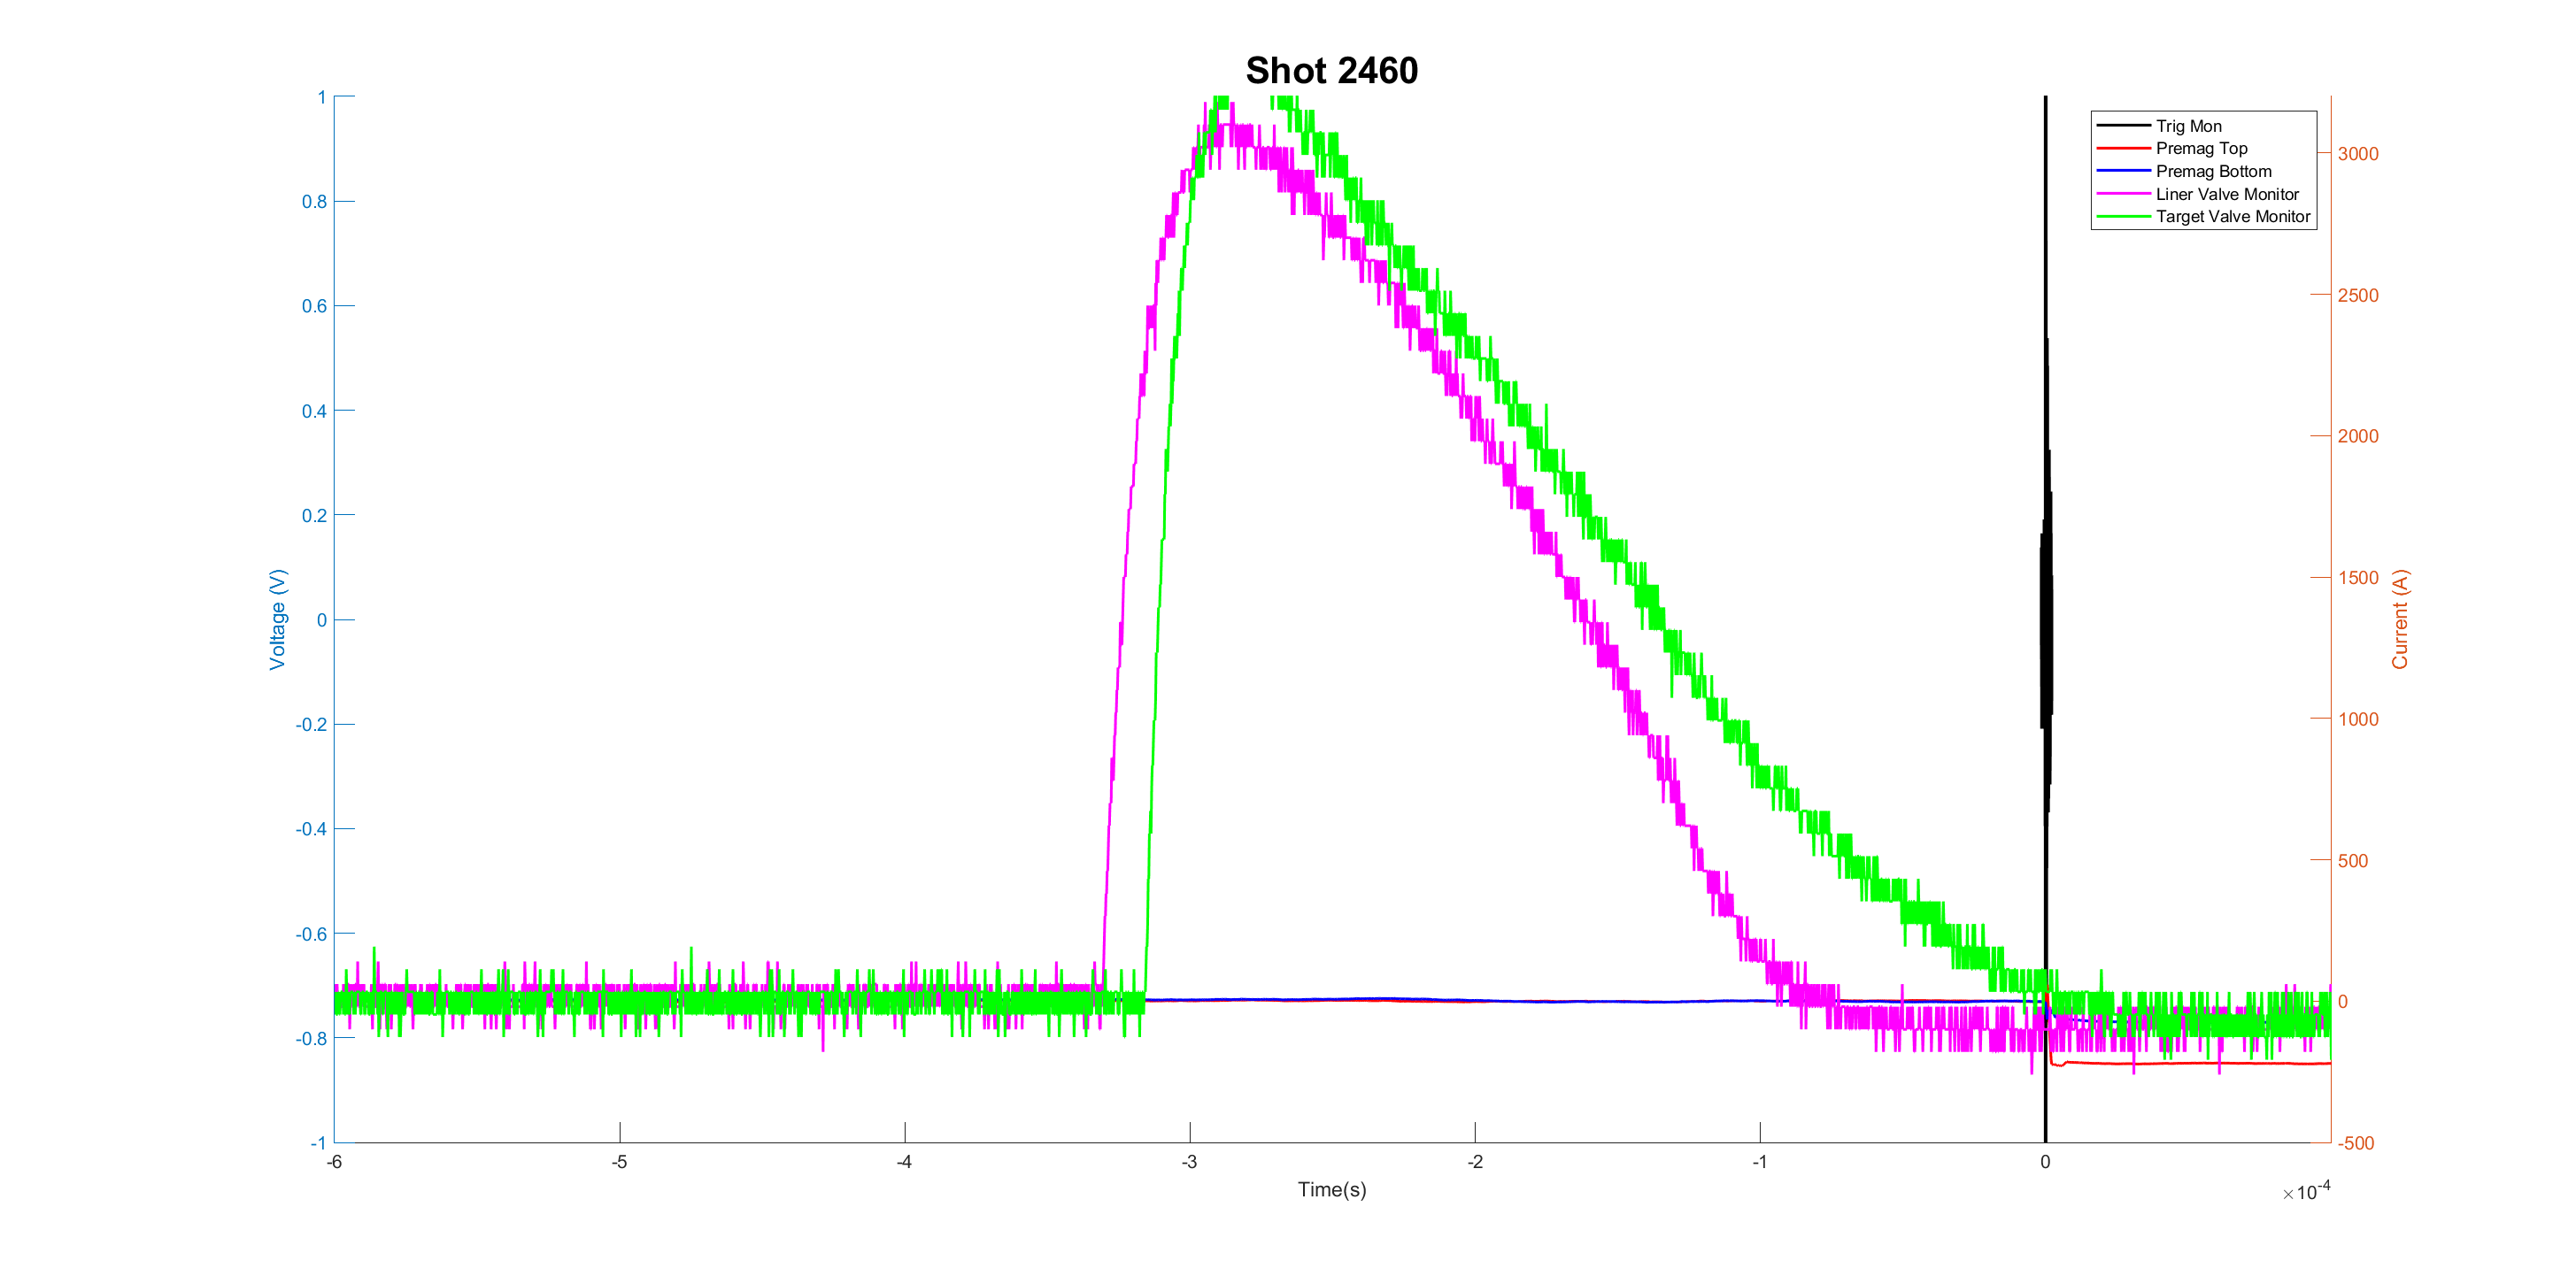 Shot 2460
1
0.8
0.6
0.4
0.2
0
-0.2
-0.4
-0.6
-0.8
-1
Voltage (V)
Trig Mon
Premag Top
Premag Bottom
Liner Valve Monitor
Target Valve Monitor
3000
2500
2000
1500
1000
500
0
-500
Current (A)
-6 -5 -4 -3 -2 -1 0
Time(s)
×10-4